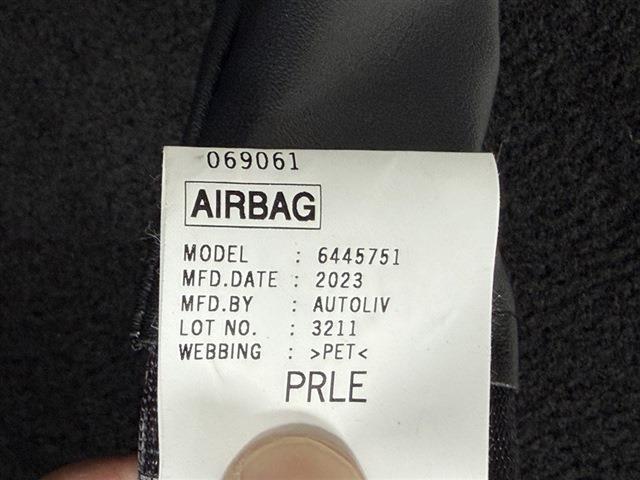 069061
AIRBAG
MODEL : 6445751
MFD.DATE : 2023
MFD.BY : AUTOLIV
LOT NO. : 3211
WEBBING : >PET<
PRLE